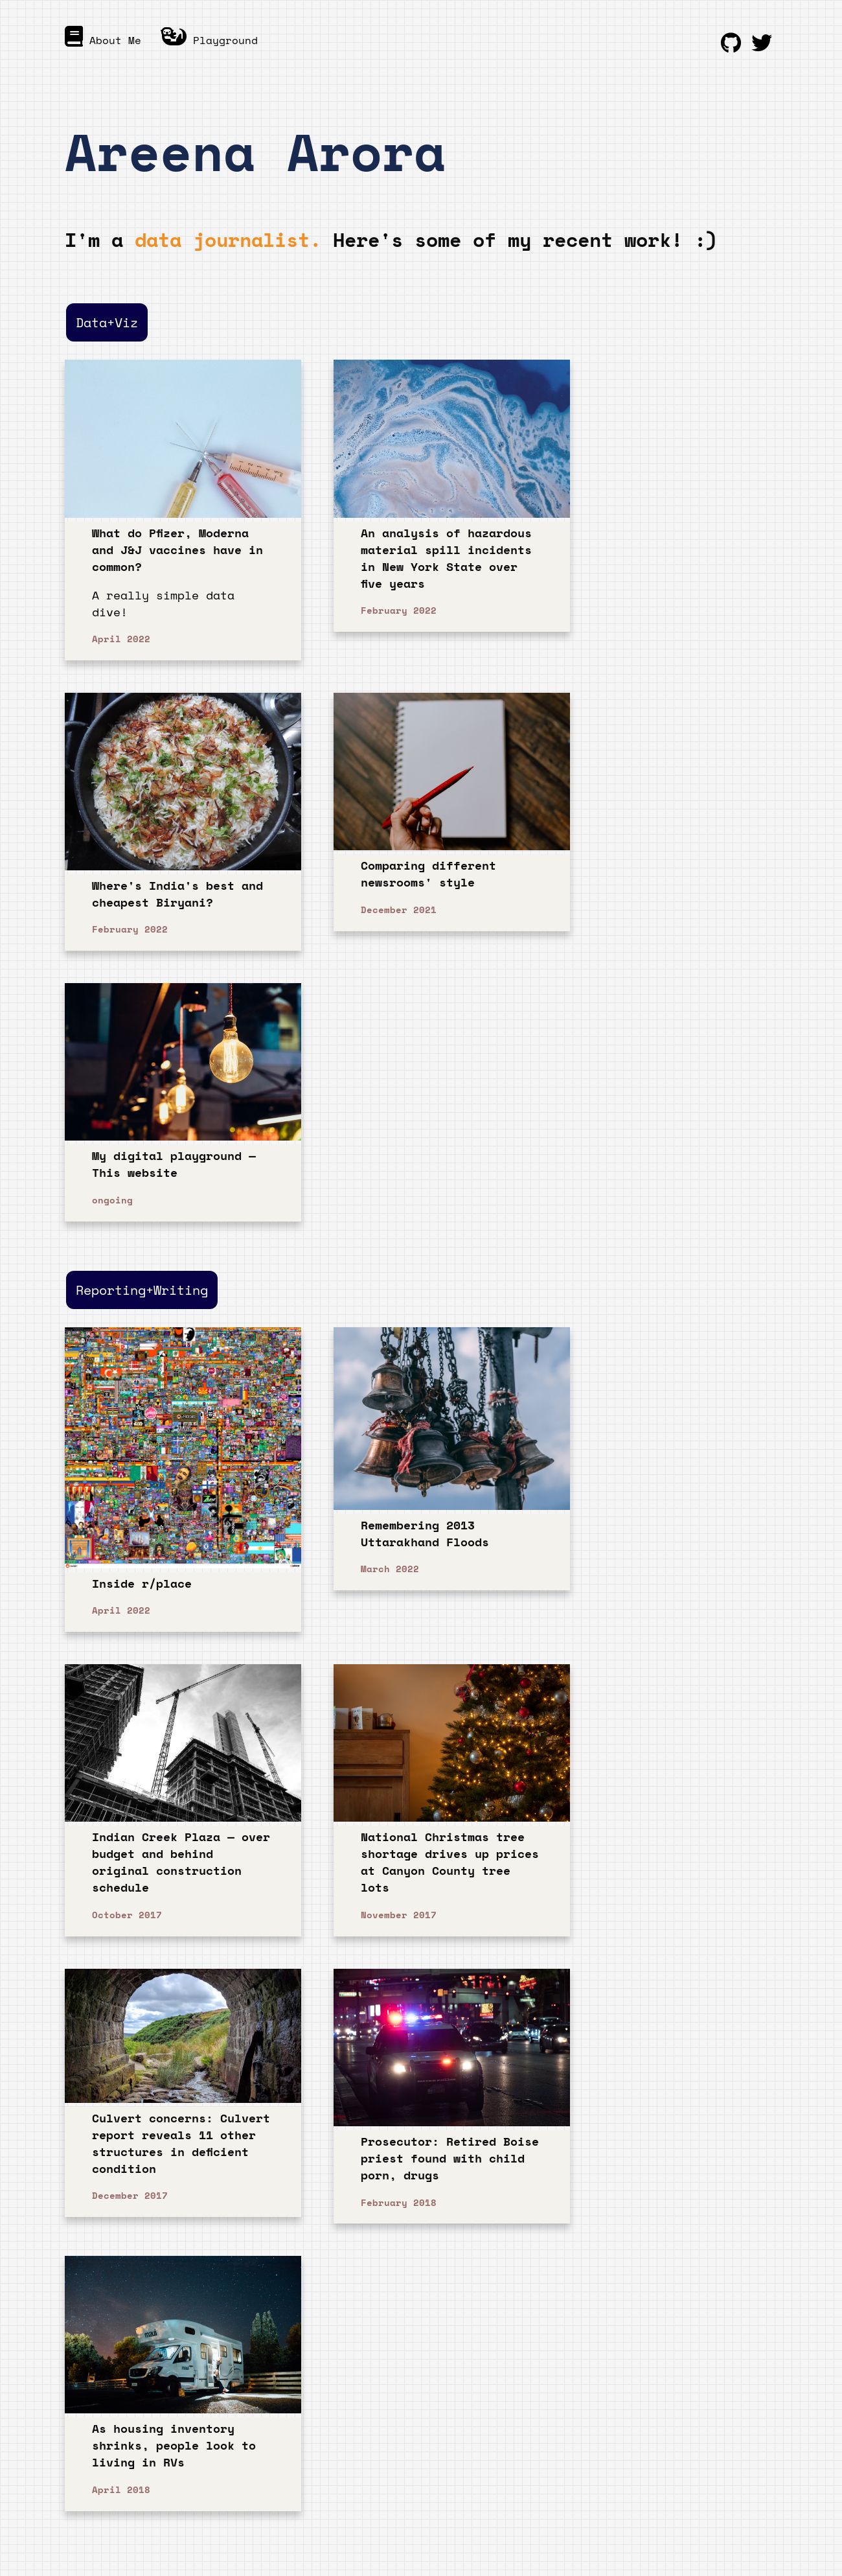 About Me
Playground
Areena Arora
I'm a data journalist. Here's some of my recent work! :)
Data+Viz
What do Pfizer, Moderna
and J&J vaccines have in
common?
A really simple data
dive!
April 2022
An analysis of hazardous
material spill incidents
in New York State over
five years
February 2022
Where's India's best and
cheapest Biryani?
February 2022
Comparing different
newsrooms' style
December 2021
My digital playground —
This website
ongoing
Reporting+Writing
Inside r/place
April 2022
Remembering 2013
Uttarakhand Floods
March 2022
Indian Creek Plaza — over
budget and behind
original construction
schedule
October 2017
National Christmas tree
shortage drives up prices
at Canyon County tree
lots
November 2017
Culvert concerns: Culvert
report reveals 11 other
structures in deficient
condition
December 2017
Prosecutor: Retired Boise
priest found with child
porn, drugs
February 2018
As housing inventory
shrinks, people look to
living in RVs
April 2018